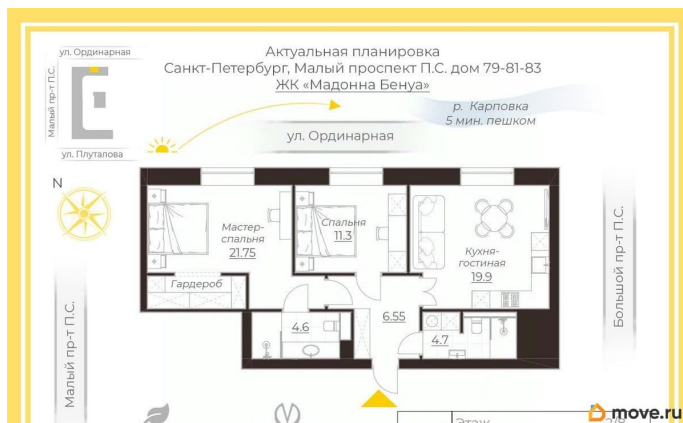 ул. Ординарная
Малый пр-т П.С.
ул. Плуталова
Актуальная планировка
Санкт-Петербург, Малый проспект П.С. дом 79-81-83
ЖК «Мадонна Бенуа»
р. Карповка
5 мин. пешком
ул. Ординарная
N
Мастер-
спальня
21.75
Гардероб
Спальня
11.3
Кухня-
гостиная
19.9
4.6
6.55
4.7
Малый пр-т П.С.
Большой пр-т П.С.
Этаж
move.ru